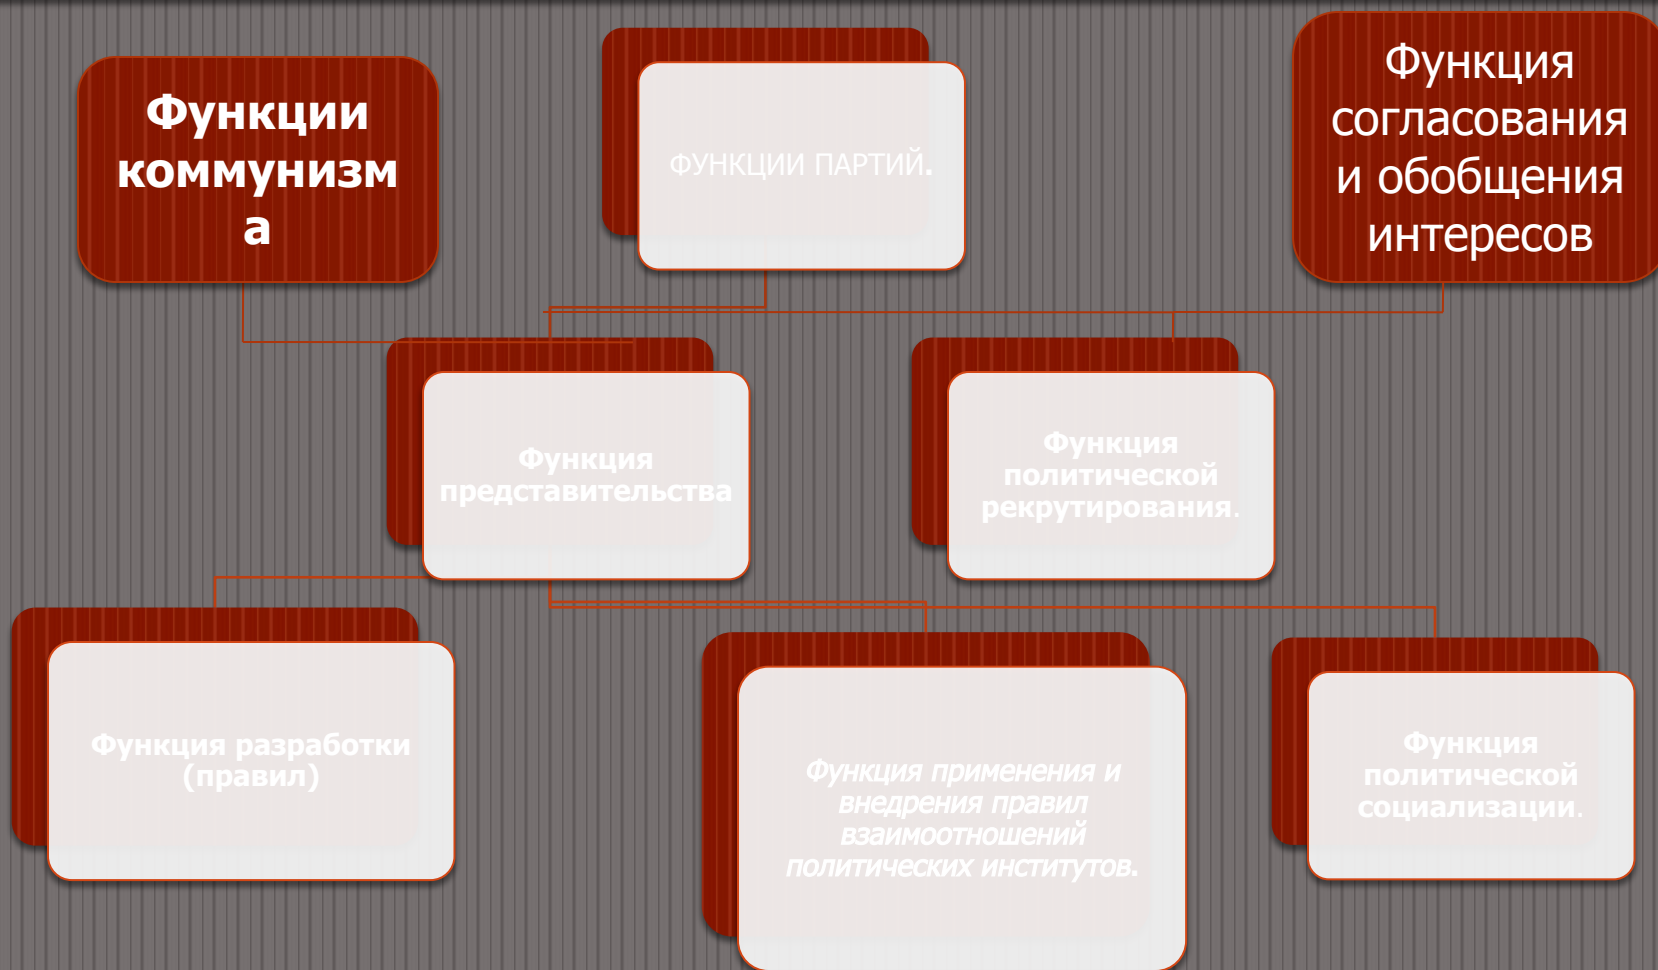 Функции
коммунизм
а
ФУНКЦИИ ПАРТИЙ.
Функция
согласования
и обобщения
интересов
Функция
представительства
Функция
политической
рекрутирования.
Функция разработки
(правил)
Функция применения и
внедрения правил
взаимоотношений
политических институтов.
Функция
политической
социализации.